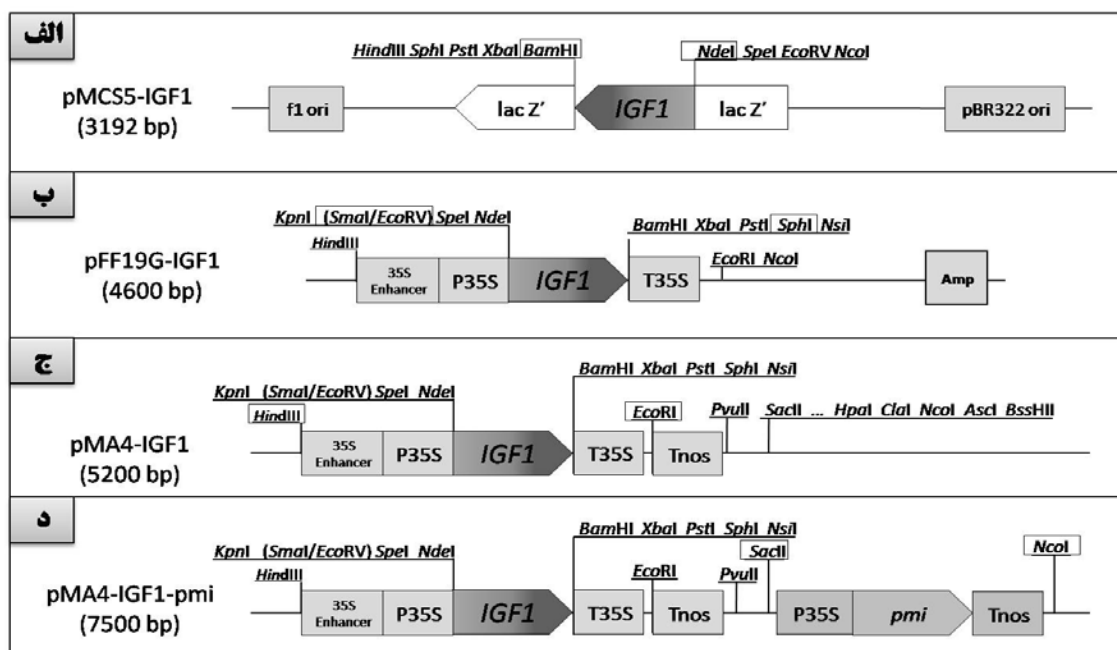 الف
HindIII SphI PstI XbaI BamHI
NdeI SpeI EcoRV NcoI
pMCS5-IGF1
(3192 bp)
f1 ori
lac Z'
IGF1
lac Z'
pBR322 ori
ب
KpnI (SmaI/EcoRV) SpeI NdeI
BamHI XbaI PstI SphI NsiI
pFF19G-IGF1
(4600 bp)
HindIII
EcoRI NcoI
35S
Enhancer
P35S
IGF1
T35S
Amp
ج
BamHI XbaI PstI SphI NsiI
KpnI (SmaI/EcoRV) SpeI NdeI
HindIII
EcoRI
PvuII
SacII ... HpaI ClaI NcoI AscI BssHII
pMA4-IGF1
(5200 bp)
35S
Enhancer
P35S
IGF1
T35S
Tnos
د
BamHI XbaI PstI SphI NsiI
KpnI (SmaI/EcoRV) SpeI NdeI
SacII
NcoI
HindIII
EcoRI
PvuII
pMA4-IGF1-pmi
(7500 bp)
35S
Enhancer
P35S
IGF1
T35S
Tnos
P35S
pmi
Tnos